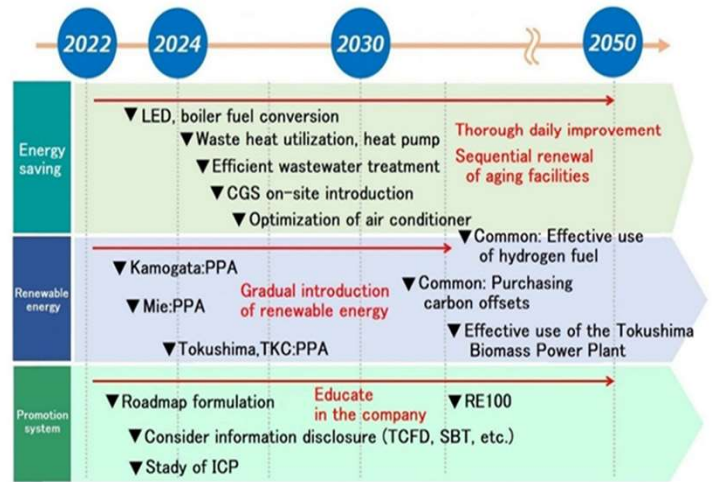 2022
2024
2030
2050
Energy
saving
▼LED, boiler fuel conversion
▼Waste heat utilization, heat pump
▼Efficient wastewater treatment
▼CGS on-site introduction
▼Optimization of air conditioner
Thorough daily improvement
Sequential renewal
of aging facilities
Renewable
energy
▼Kamogata:PPA
▼Mie:PPA
▼Tokushima,TKC:PPA
Gradual introduction
of renewable energy
▼Common: Effective use
of hydrogen fuel
▼Common: Purchasing
carbon offsets
▼Effective use of the Tokushima
Biomass Power Plant
Promotion
system
▼Roadmap formulation
▼Consider information disclosure (TCFD, SBT, etc.)
▼Stady of ICP
Educate
in the company
▼RE100